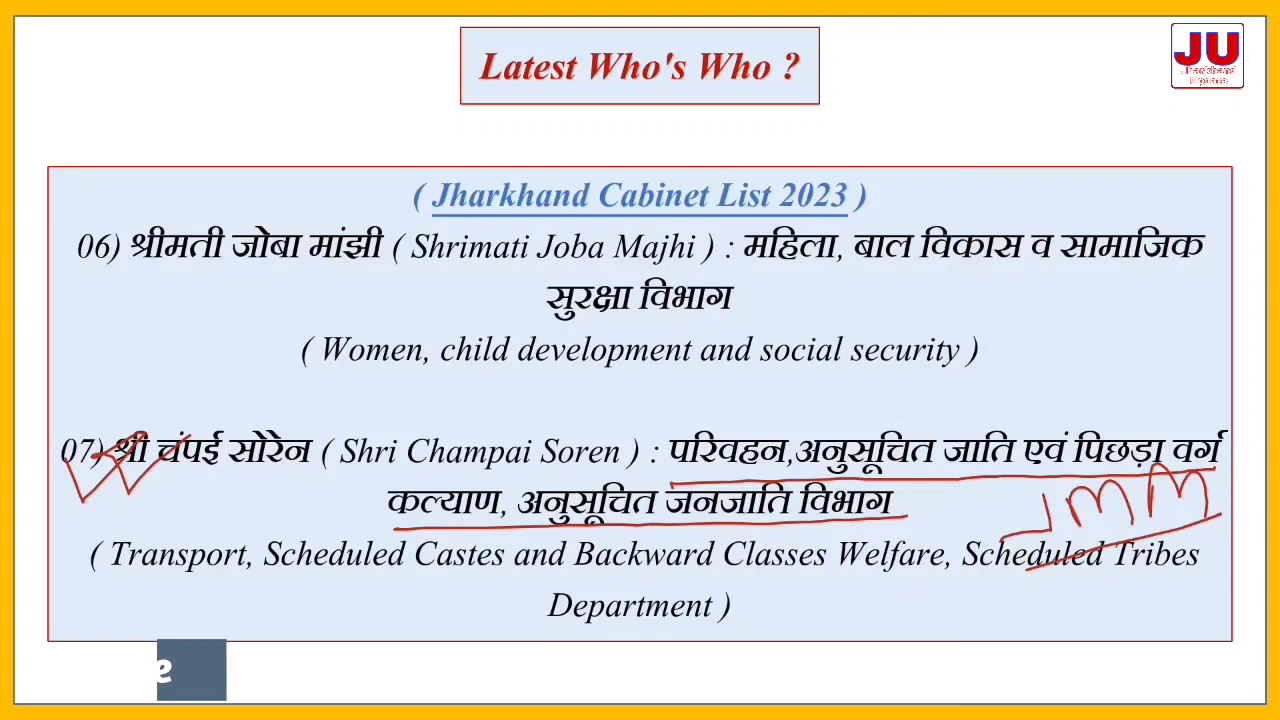 Latest Who's Who ?
JU
Jharkhand
Update
( Jharkhand Cabinet List 2023 )
06) श्रीमती जोबा मांझी ( Shrimati Joba Majhi ) : महिला, बाल विकास व सामाजिक
सुरक्षा विभाग
( Women, child development and social security )
07) श्री चंपई सोरेन ( Shri Champai Soren ) : परिवहन,अनुसूचित जाति एवं पिछड़ा वर्ग
कल्याण, अनुसूचित जनजाति विभाग
JMM
( Transport, Scheduled Castes and Backward Classes Welfare, Scheduled Tribes
Department )
e